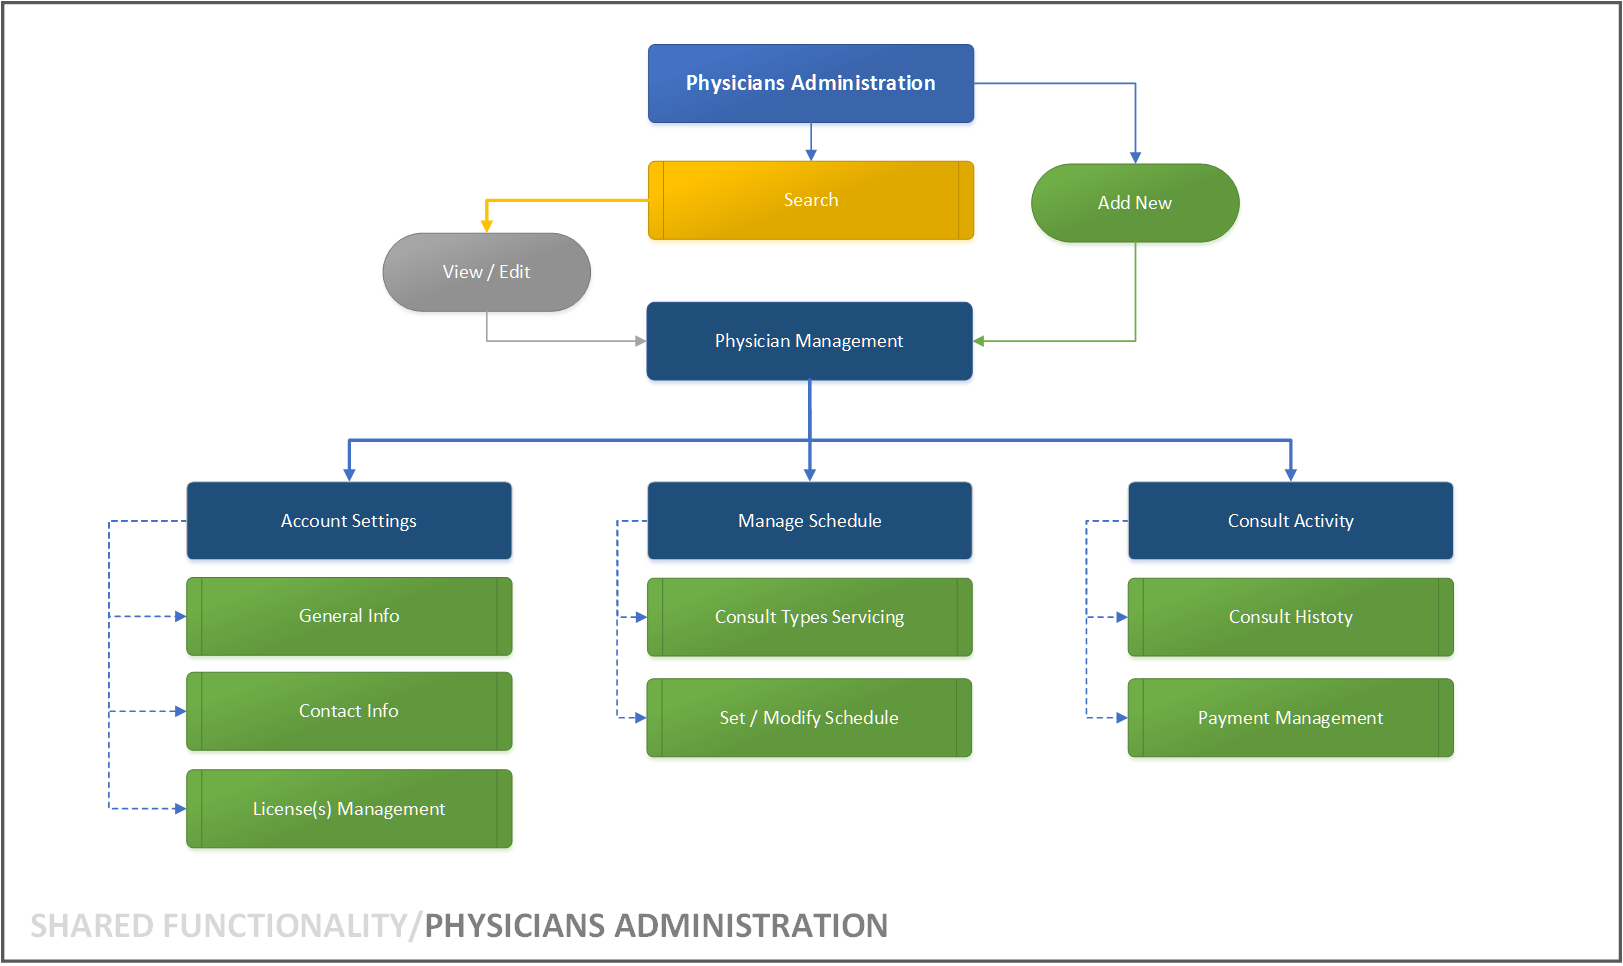 Physicians Administration
Search
Add New
View / Edit
Physician Management
Account Settings
Manage Schedule
Consult Activity
General Info
Consult Types Servicing
Consult Histoty
Contact Info
Set / Modify Schedule
Payment Management
License(s) Management
SHARED FUNCTIONALITY/PHYSICIANS ADMINISTRATION